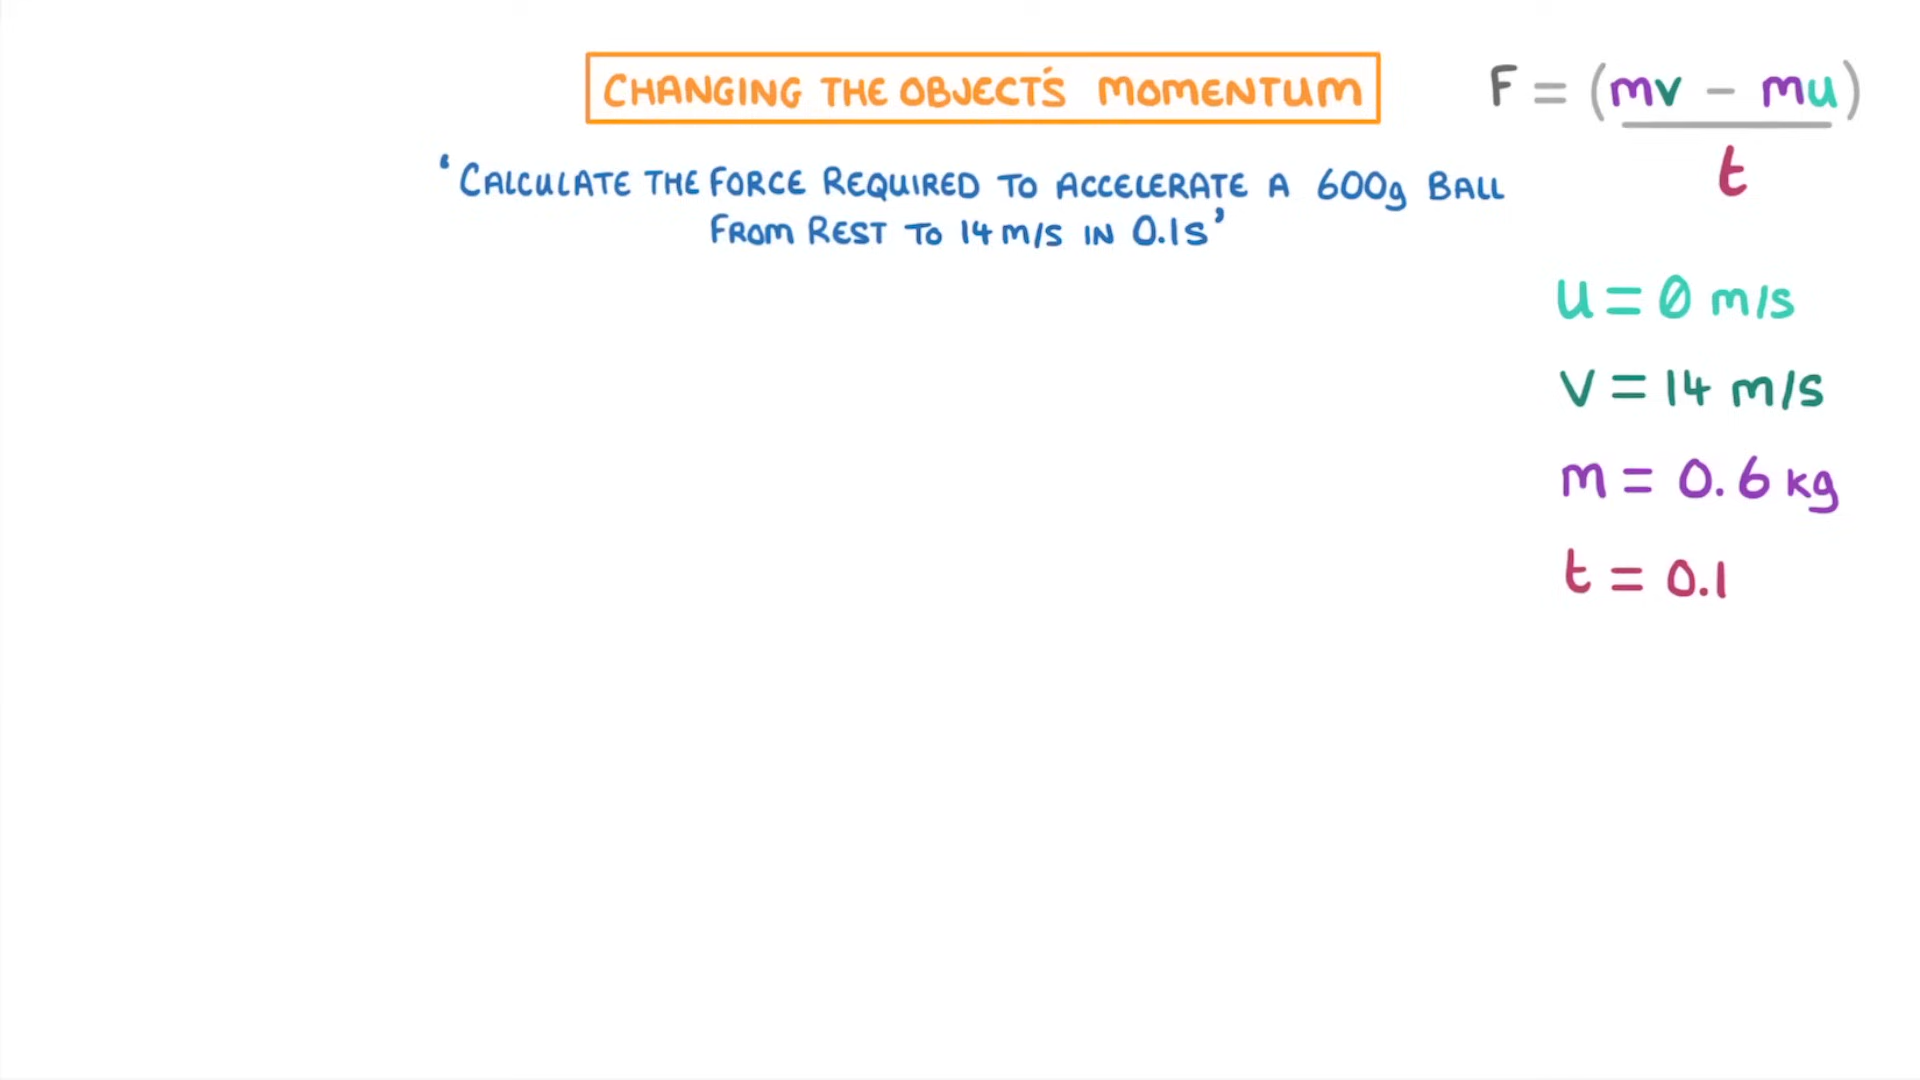 CHANGING THE OBJECT'S MOMENTUM
F = (mv - mu)
t
'CALCULATE THE FORCE REQUIRED TO ACCELERATE A 600g BALL
FROM REST TO 14 m/s IN 0.1s'
u = 0 m/s
v = 14 m/s
m = 0.6 kg
t = 0.1